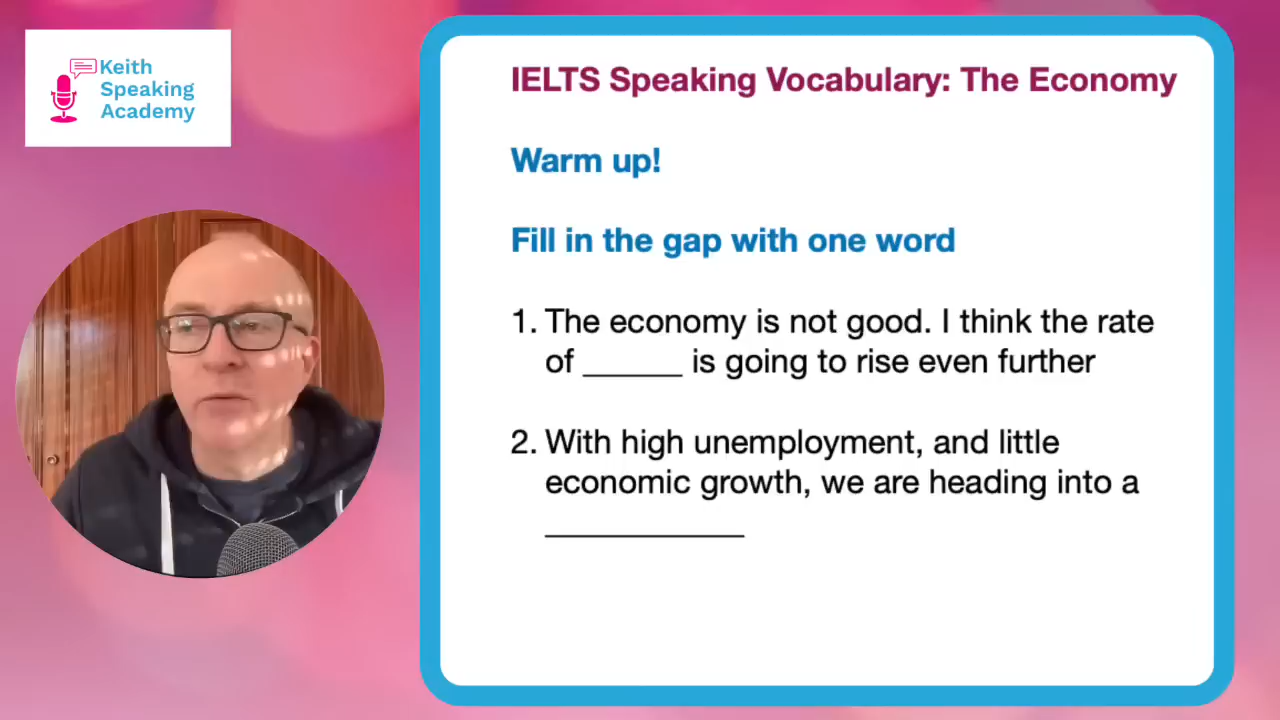 Keith
Speaking
Academy
IELTS Speaking Vocabulary: The Economy
Warm up!
Fill in the gap with one word
1. The economy is not good. I think the rate
of ______ is going to rise even further
2. With high unemployment, and little
economic growth, we are heading into a
____________